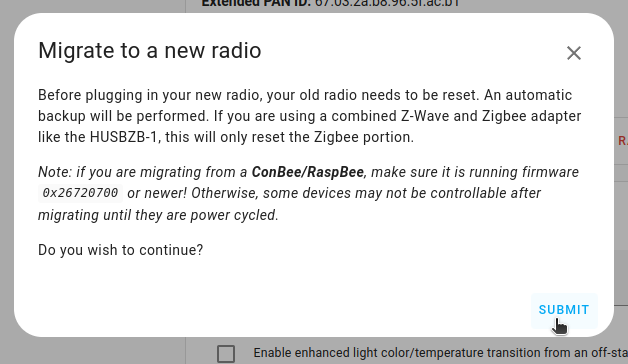 Extended PAN ID: 67:03:2a:b8:96:5f:ac:b1
Migrate to a new radio
Before plugging in your new radio, your old radio needs to be reset. An automatic
backup will be performed. If you are using a combined Z-Wave and Zigbee adapter
like the HUSBZB-1, this will only reset the Zigbee portion.
Note: if you are migrating from a ConBee/RaspBee, make sure it is running firmware
0x26720700 or newer! Otherwise, some devices may not be controllable after
migrating until they are power cycled.
Do you wish to continue?
SUBMIT
Enable enhanced light color/temperature transition from an off-sta